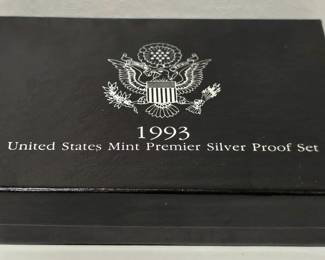 1993
United States Mint Premier Silver Proof Set